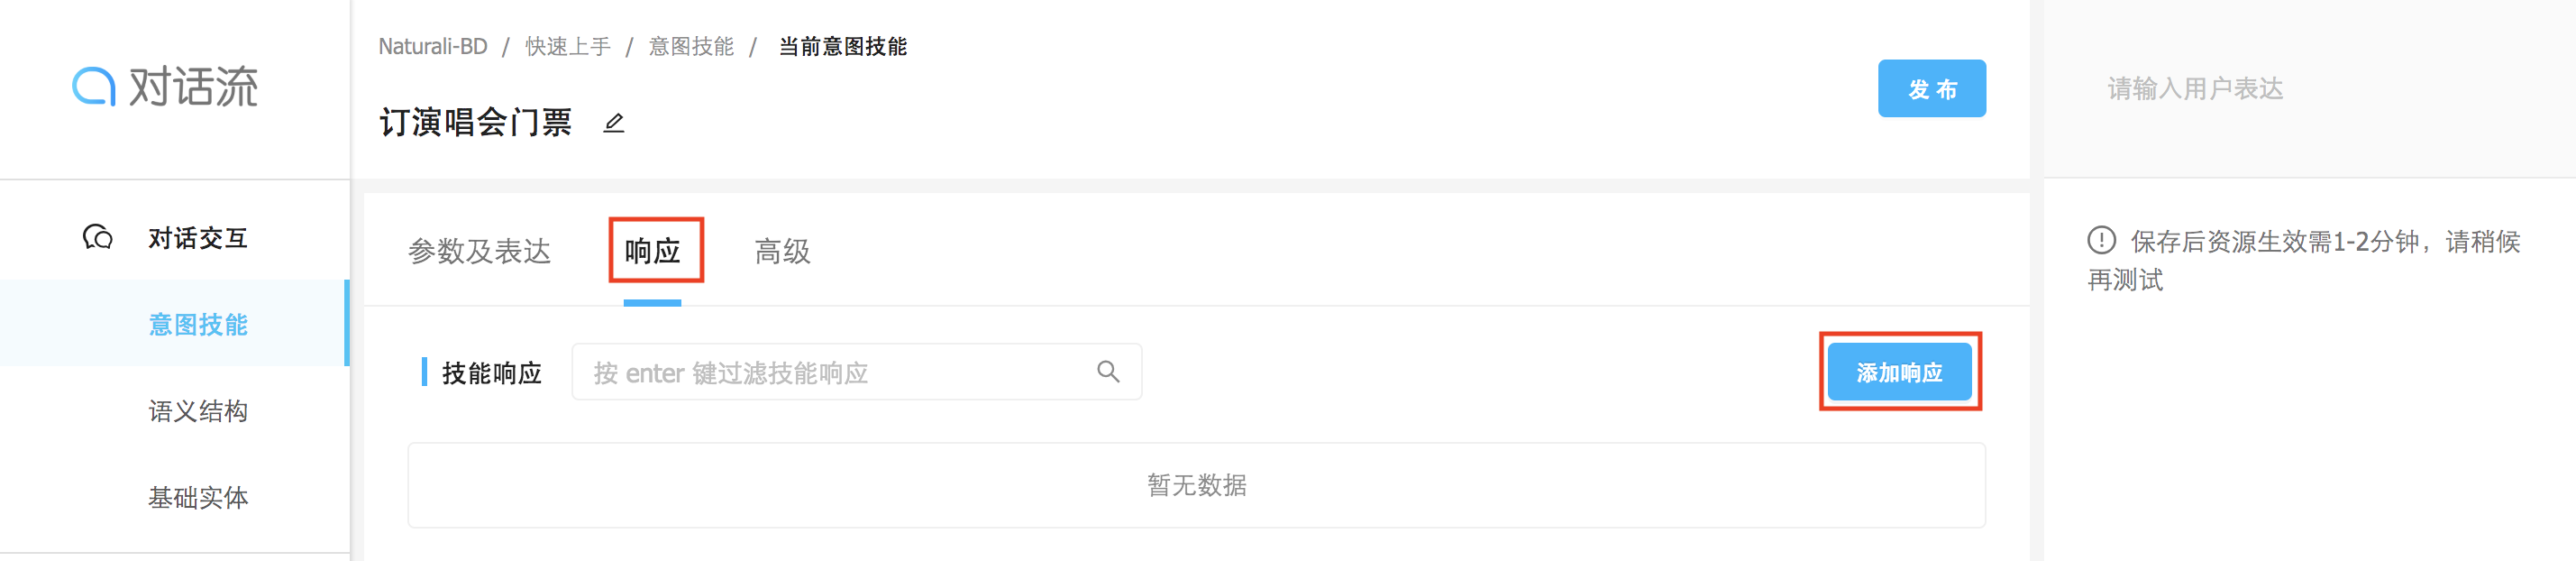 对话流
对话交互
意图技能
语义结构
基础实体
Naturali-BD / 快速上手 / 意图技能 / 当前意图技能
订演唱会门票
发布
参数及表达 响应 高级
技能响应 按 enter 键过滤技能响应 添加响应
暂无数据
请输入用户表达
保存后资源生效需1-2分钟，请稍候
再测试